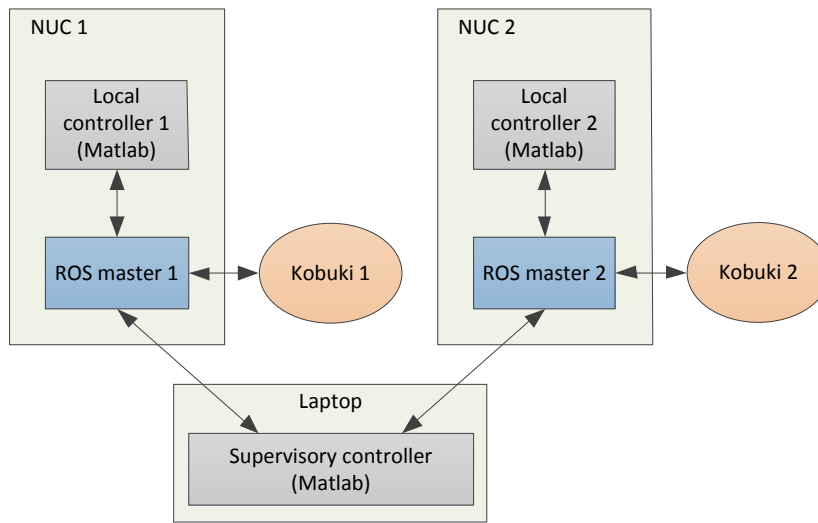 NUC 1
NUC 2
Local
controller 1
(Matlab)
Local
controller 2
(Matlab)
ROS master 1
Kobuki 1
ROS master 2
Kobuki 2
Laptop
Supervisory controller
(Matlab)